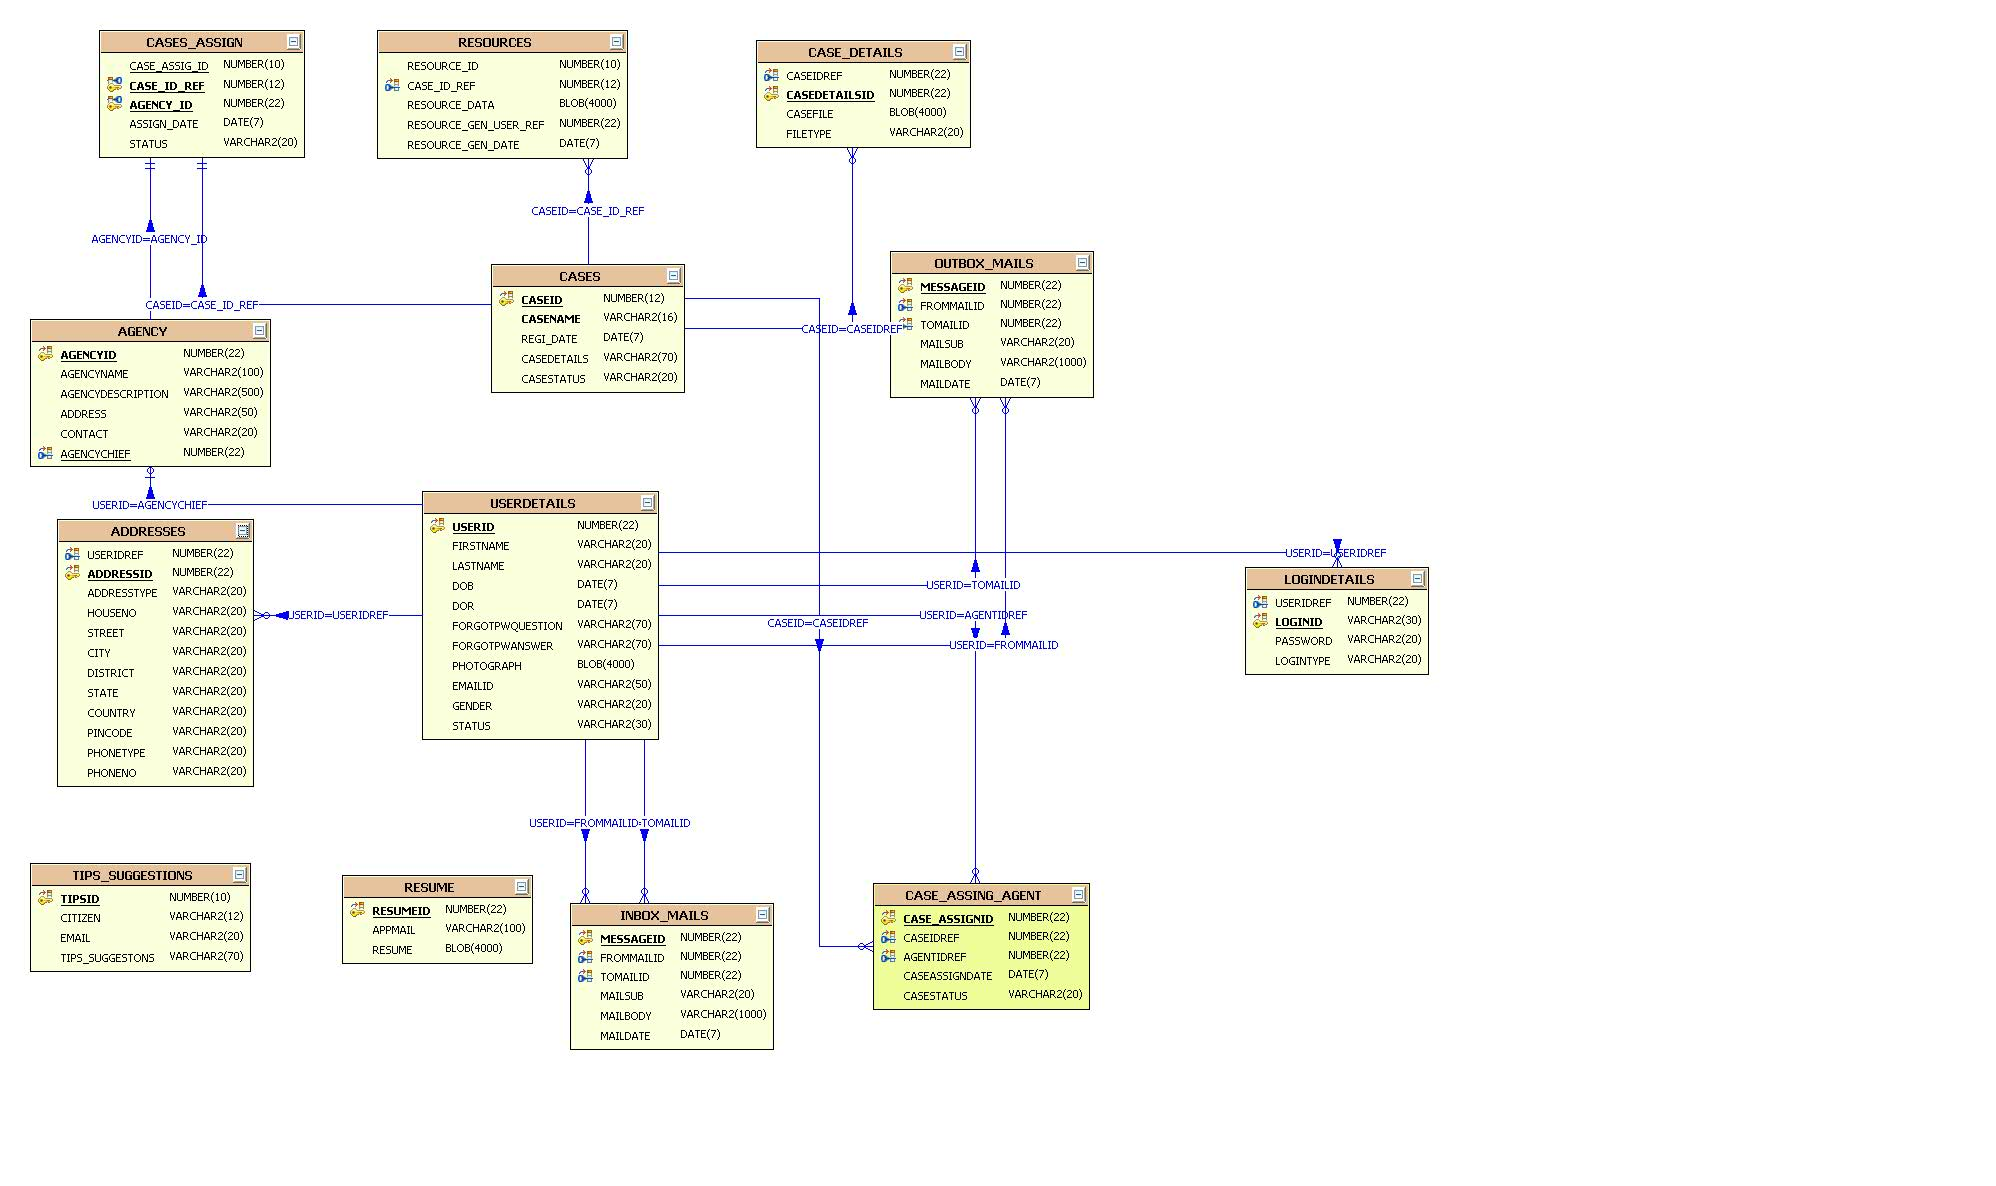 CASES_ASSIGN
CASE_ASSIG_ID NUMBER(10)
CASE_ID_REF NUMBER(12)
AGENCY_ID NUMBER(22)
ASSIGN_DATE DATE(7)
STATUS VARCHAR2(20)
RESOURCES
RESOURCE_ID NUMBER(10)
CASE_ID_REF NUMBER(12)
RESOURCE_DATA BLOB(4000)
RESOURCE_GEN_USER_REF NUMBER(22)
RESOURCE_GEN_DATE DATE(7)
CASE_DETAILS
CASEIDREF NUMBER(22)
CASEDETAILSID NUMBER(22)
CASEFILE BLOB(4000)
FILETYPE VARCHAR2(20)
CASEID=CASE_ID_REF
AGENCYID=AGENCY_ID
CASEID=CASE_ID_REF
CASES
CASEID NUMBER(12)
CASENAME VARCHAR2(16)
REGI_DATE DATE(7)
CASEDETAILS VARCHAR2(70)
CASESTATUS VARCHAR2(20)
CASEID=CASEIDREF
OUTBOX_MAILS
MESSAGEID NUMBER(22)
FROMMAILID NUMBER(22)
TOMAILID NUMBER(22)
MAILSUB VARCHAR2(20)
MAILBODY VARCHAR2(1000)
MAILDATE DATE(7)
AGENCY
AGENCYID NUMBER(22)
AGENCYNAME VARCHAR2(100)
AGENCYDESCRIPTION VARCHAR2(500)
ADDRESS VARCHAR2(50)
CONTACT VARCHAR2(20)
AGENCYCHIEF NUMBER(22)
USERID=AGENCYCHIEF
ADDRESSES
USERIDREF NUMBER(22)
ADDRESSID NUMBER(22)
ADDRESSTYPE VARCHAR2(20)
HOUSENO VARCHAR2(20)
STREET VARCHAR2(20)
CITY VARCHAR2(20)
DISTRICT VARCHAR2(20)
STATE VARCHAR2(20)
COUNTRY VARCHAR2(20)
PINCODE VARCHAR2(20)
PHONETYPE VARCHAR2(20)
PHONENO VARCHAR2(20)
USERID=USERIDREF
USERDETAILS
USERID NUMBER(22)
FIRSTNAME VARCHAR2(20)
LASTNAME VARCHAR2(20)
DOB DATE(7)
DOR DATE(7)
FORGOTPWQUESTION VARCHAR2(70)
FORGOTPWANSWER VARCHAR2(70)
PHOTOGRAPH BLOB(4000)
EMAILID VARCHAR2(50)
GENDER VARCHAR2(20)
STATUS VARCHAR2(30)
USERID=USERIDREF
USERID=TOMAILID
USERID=AGENTIDREF
CASEID=CASEIDREF
USERID=FROMMAILID
LOGINDETAILS
USERIDREF NUMBER(22)
LOGINID VARCHAR2(30)
PASSWORD VARCHAR2(20)
LOGINTYPE VARCHAR2(20)
USERID=FROMMAILID
TOMAILID
TIPS_SUGGESTIONS
TIPSID NUMBER(10)
CITIZEN VARCHAR2(12)
EMAIL VARCHAR2(20)
TIPS_SUGGESTONS VARCHAR2(70)
RESUME
RESUMEID NUMBER(22)
APPMAIL VARCHAR2(100)
RESUME BLOB(4000)
INBOX_MAILS
MESSAGEID NUMBER(22)
FROMMAILID NUMBER(22)
TOMAILID NUMBER(22)
MAILSUB VARCHAR2(20)
MAILBODY VARCHAR2(1000)
MAILDATE DATE(7)
CASE_ASSING_AGENT
CASE_ASSIGNID NUMBER(22)
CASEIDREF NUMBER(22)
AGENTIDREF NUMBER(22)
CASEASSIGNDATE DATE(7)
CASESTATUS VARCHAR2(20)